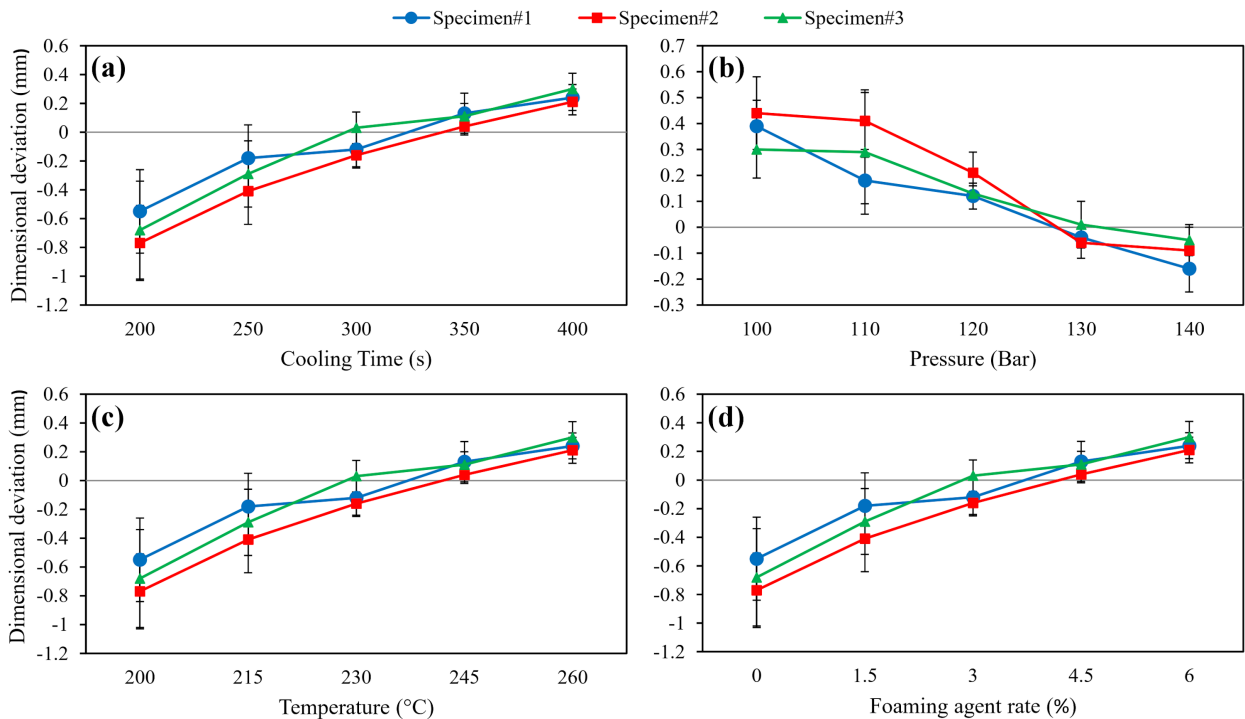 Specimen#1 Specimen#2 Specimen#3
(a)
Dimensional deviation (mm)
0.6
0.4
0.2
0
-0.2
-0.4
-0.6
-0.8
-1
-1.2
200 250 300 350 400
Cooling Time (s)
(b)
0.7
0.6
0.5
0.4
0.3
0.2
0.1
0
-0.1
-0.2
-0.3
100 110 120 130 140
Pressure (Bar)
(c)
Dimensional deviation (mm)
0.6
0.4
0.2
0
-0.2
-0.4
-0.6
-0.8
-1
-1.2
200 215 230 245 260
Temperature (°C)
(d)
0.6
0.4
0.2
0
-0.2
-0.4
-0.6
-0.8
-1
-1.2
0 1.5 3 4.5 6
Foaming agent rate (%)